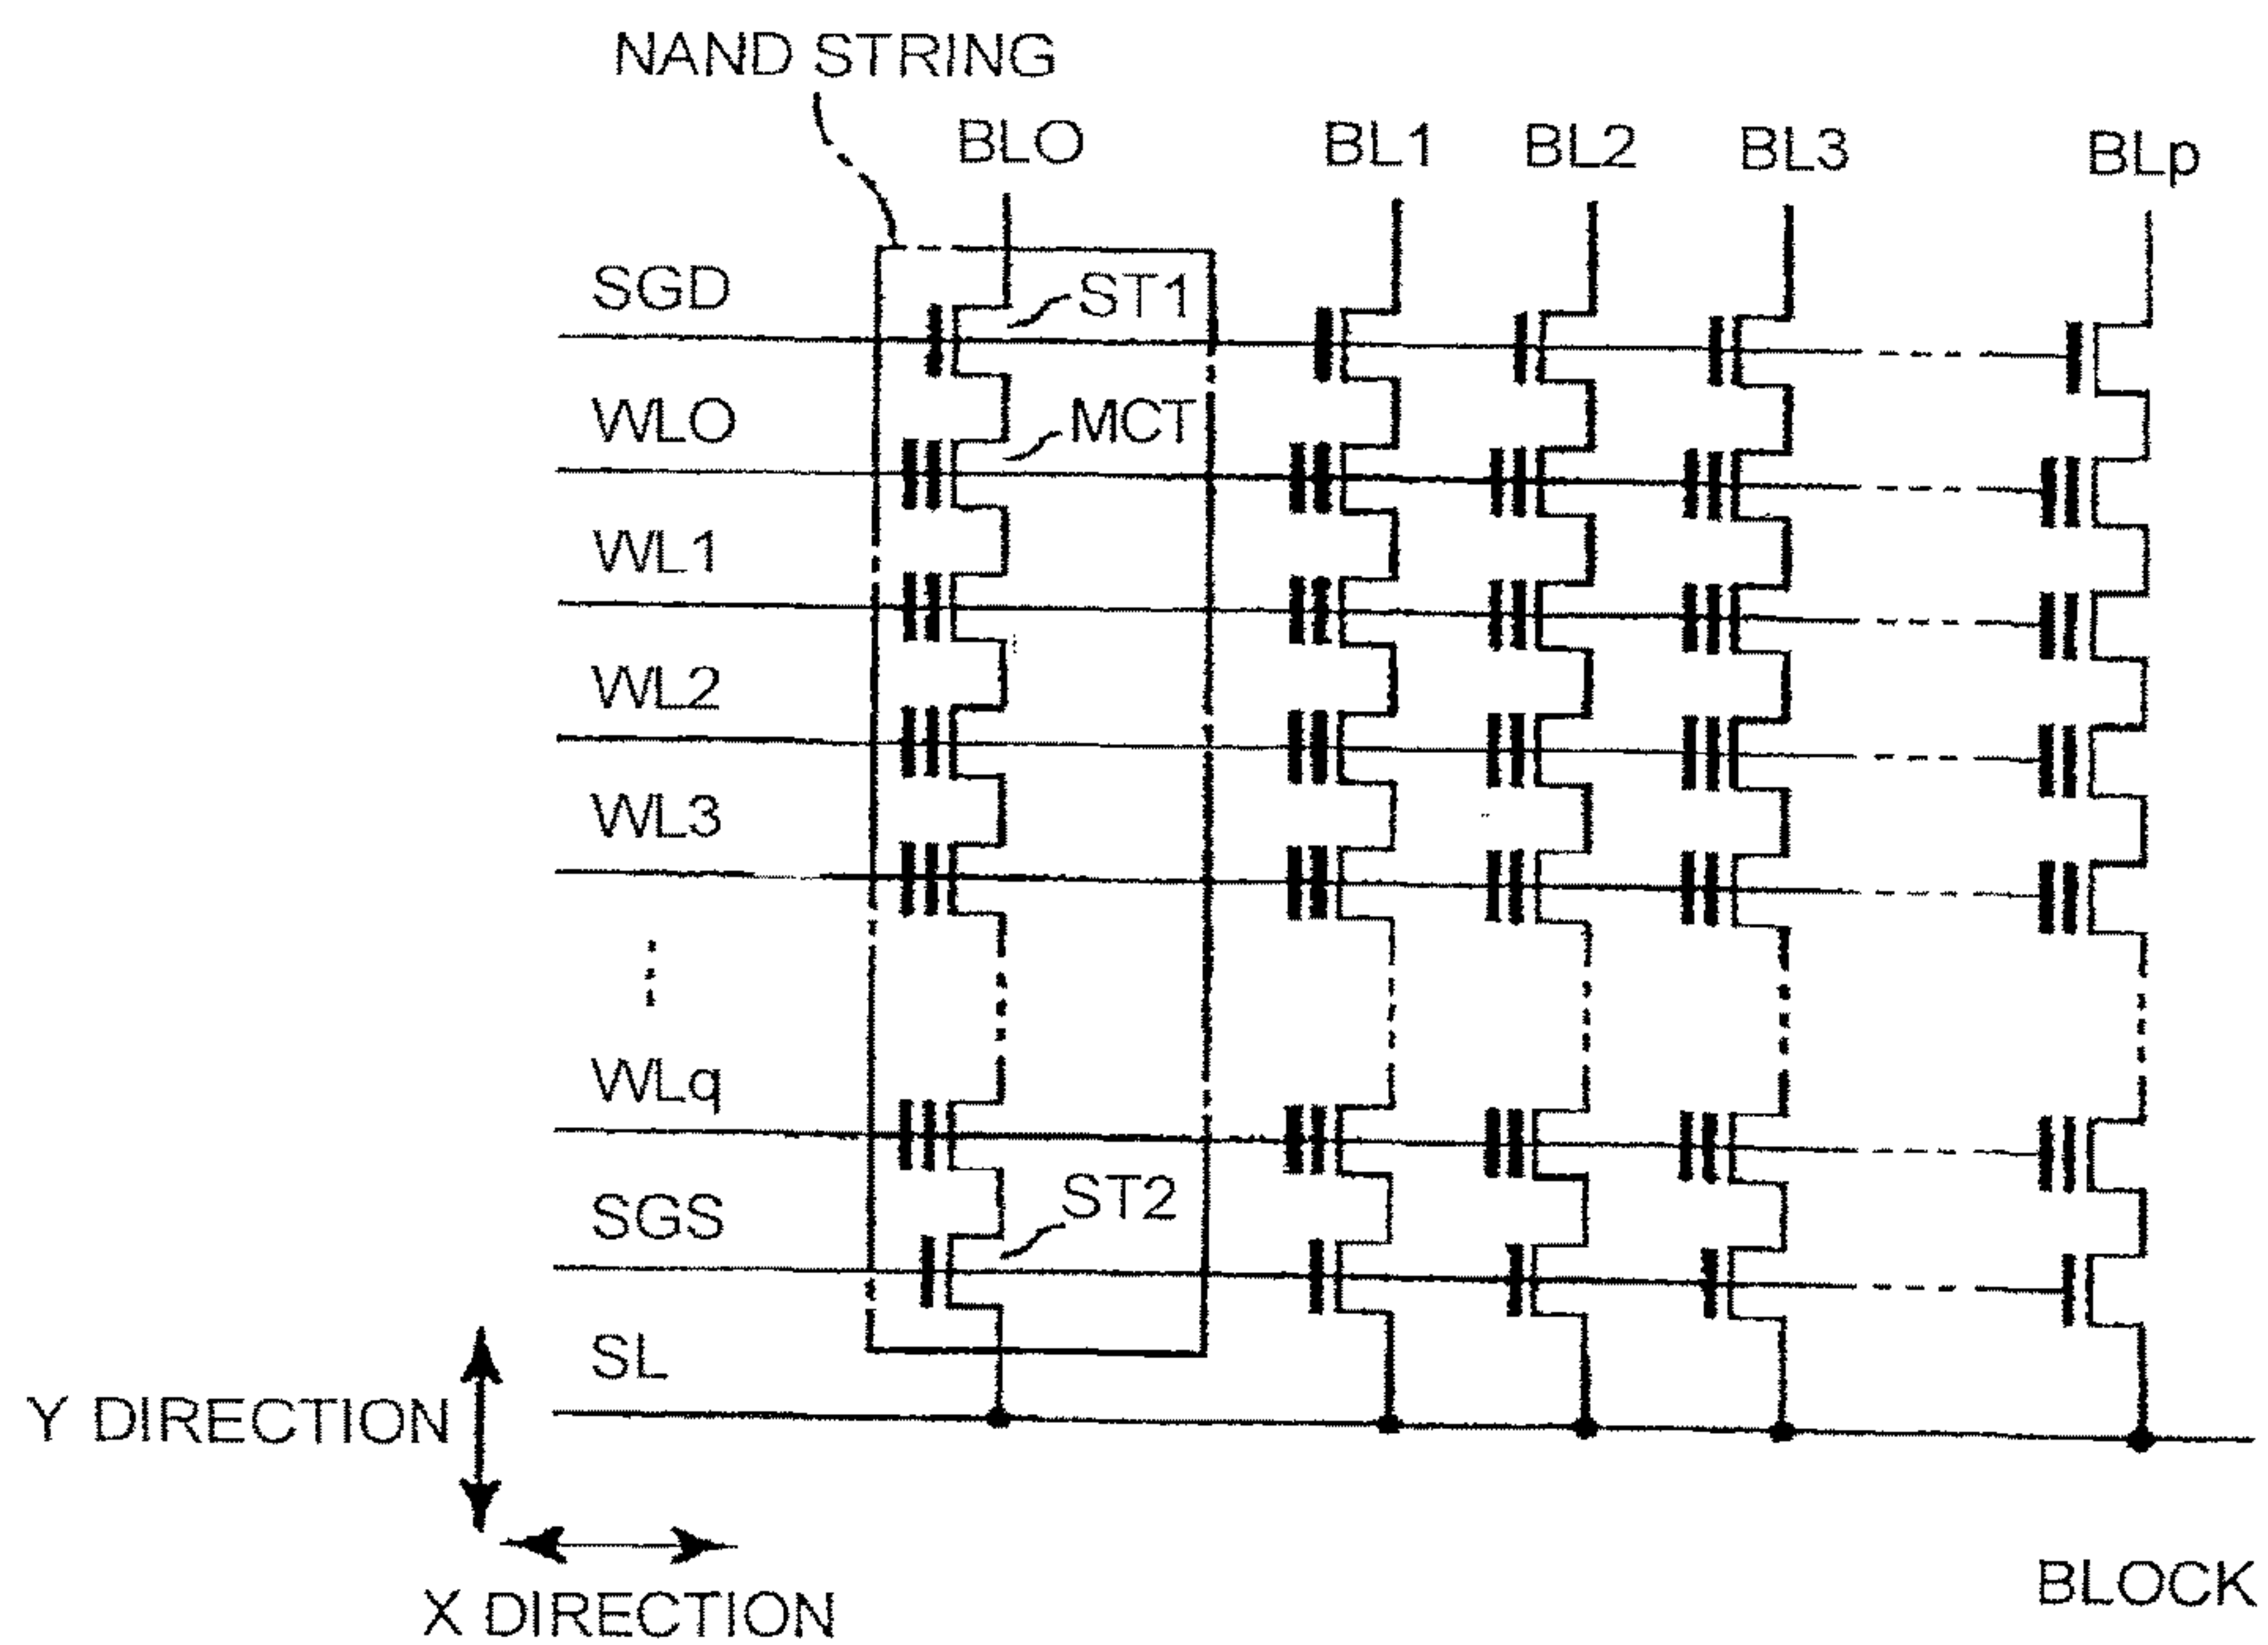 NAND STRING
BL0
BL1
BL2
BL3
BLp
SGD
ST1
WL0
MCT
WL1
WL2
WL3
WLq
SGS
ST2
SL
Y DIRECTION
X DIRECTION
BLOCK